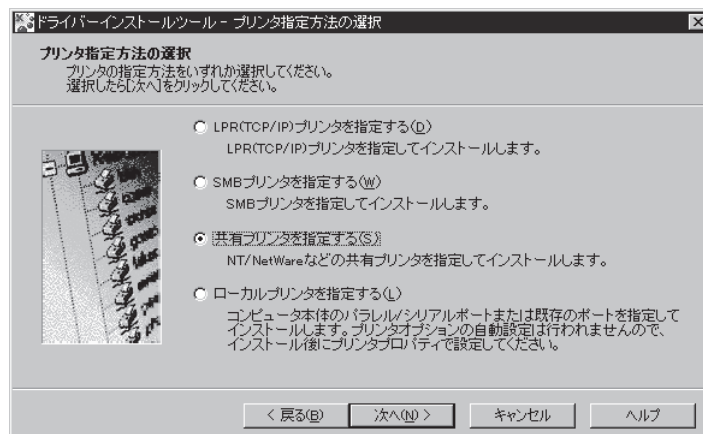 ドライバーインストールツール - プリンタ指定方法の選択
プリンタ指定方法の選択
プリンタの指定方法をいずれか選択してください。
選択したら[次へ]をクリックしてください。
LPR(TCP/IP)プリンタを指定する(D)
LPR(TCP/IP)プリンタを指定してインストールします。
SMBプリンタを指定する(W)
SMBプリンタを指定してインストールします。
共有プリンタを指定する(S)
NT/NetWareなどの共有プリンタを指定してインストールします。
ローカルプリンタを指定する(L)
コンピュータ本体のパラレル/シリアルポートまたは既存のポートを指定して
インストールします。プリンタオプションの自動設定は行われませんので、
インストール後にプリンタプロパティで設定してください。
< 戻る(B)
次へ(N) >
キャンセル
ヘルプ